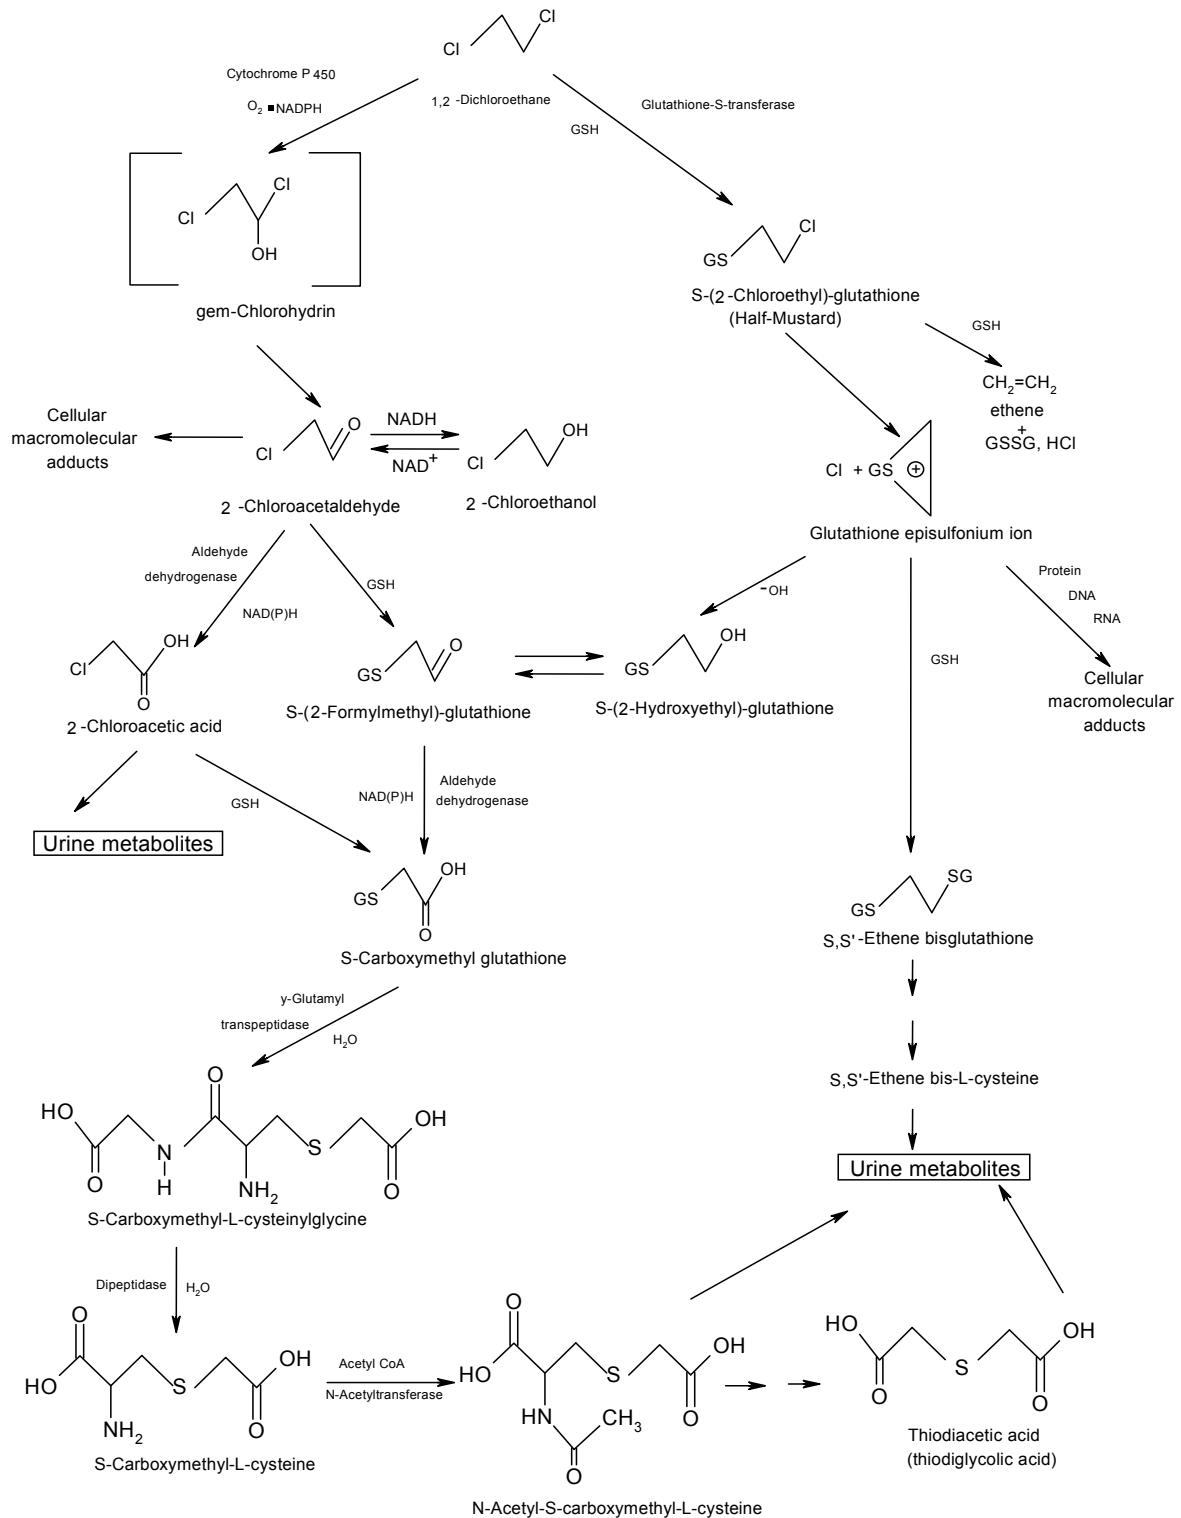 Cl
Cl
1,2 -Dichloroethane
Cytochrome P 450
O2 ■NADPH
Glutathione-S-transferase
GSH
Cl
Cl
OH
gem-Chlorohydrin
GS
Cl
S-(2 -Chloroethyl)-glutathione
(Half-Mustard)
GSH
CH2=CH2
ethene
+
GSSG, HCl
Cellular
macromolecular
adducts
Cl
O
2 -Chloroacetaldehyde
NADH
NAD+
Cl
OH
2 -Chloroethanol
Cl + GS
+
Glutathione episulfonium ion
Aldehyde
dehydrogenase
NAD(P)H
GSH
-OH
GSH
Protein
DNA
RNA
Cellular
macromolecular
adducts
Cl
OH
O
2 -Chloroacetic acid
GS
O
S-(2-Formylmethyl)-glutathione
GS
OH
S-(2-Hydroxyethyl)-glutathione
Urine metabolites
GSH
NAD(P)H
Aldehyde
dehydrogenase
GS
OH
O
S-Carboxymethyl glutathione
GS
SG
S,S' -Ethene bisglutathione
S,S'-Ethene bis-L-cysteine
Urine metabolites
y-Glutamyl
transpeptidase
H2O
HO
O
N
H
O
NH2
S
OH
O
S-Carboxymethyl-L-cysteinylglycine
Dipeptidase
H2O
O
HO
NH2
S
OH
O
S-Carboxymethyl-L-cysteine
Acetyl CoA
N-Acetyltransferase
O
HO
HN
CH3
O
S
OH
O
N-Acetyl-S-carboxymethyl-L-cysteine
HO
O
S
OH
O
Thiodiacetic acid
(thiodiglycolic acid)